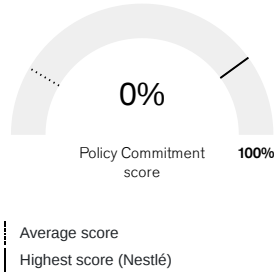 0%
Policy Commitment 100%
score
Average score
Highest score (Nestlé)